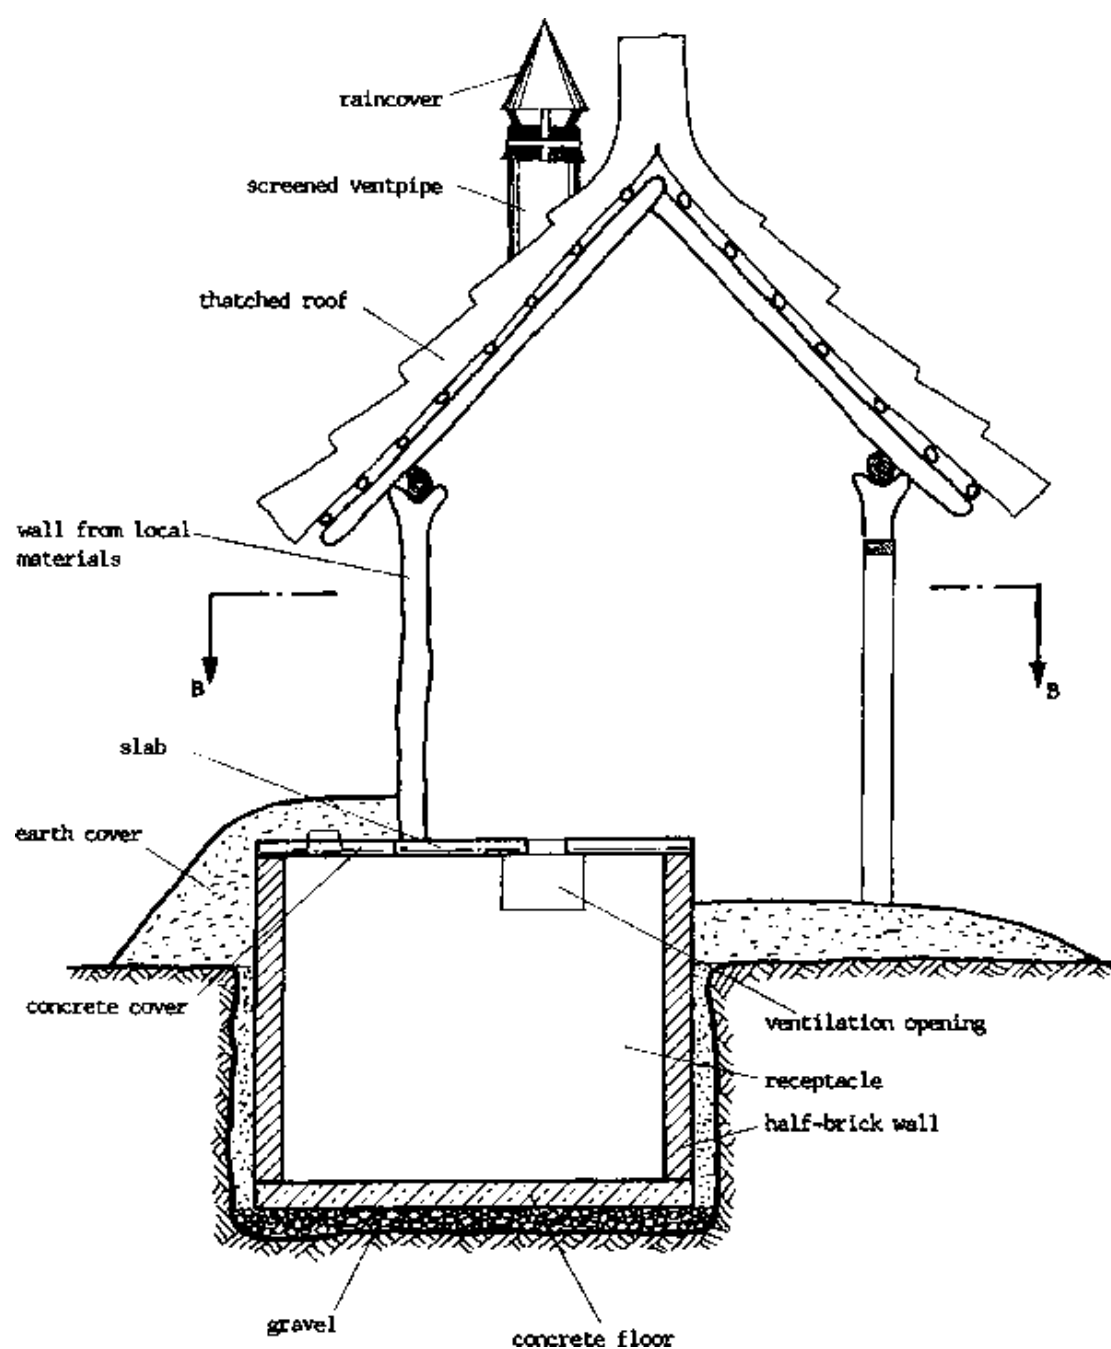 raincover
screened ventpipe
thatched roof
wall from local
materials
B
B
slab
earth cover
concrete cover
ventilation opening
receptacle
half-brick wall
gravel
concrete floor